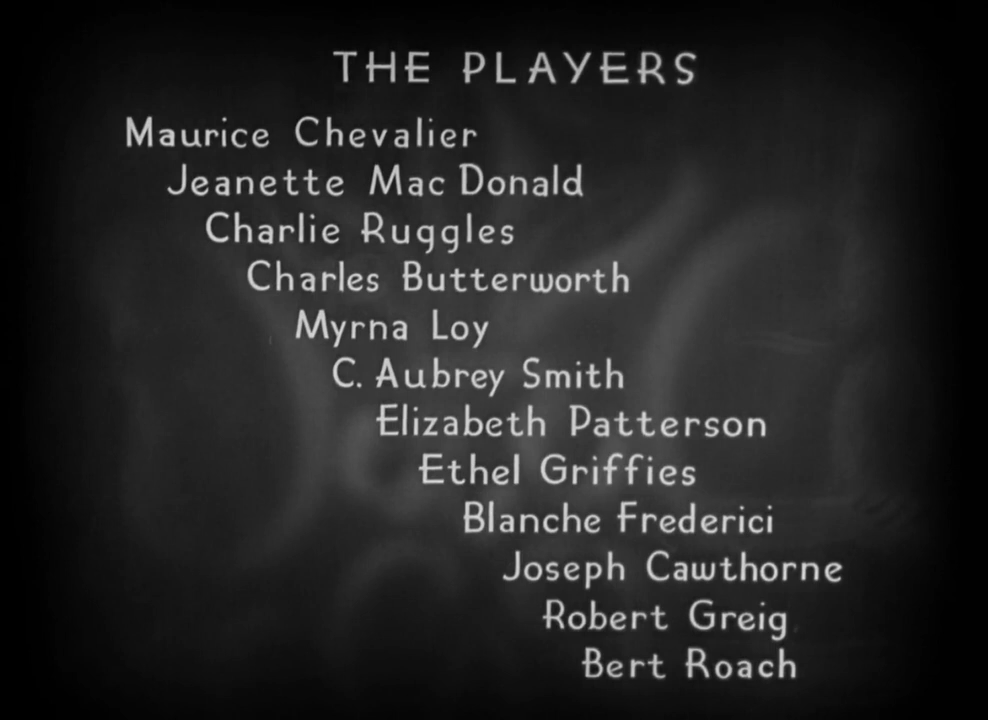 THE PLAYERS
Maurice Chevalier
Jeanette Mac Donald
Charlie Ruggles
Charles Butterworth
Myrna Loy
C. Aubrey Smith
Elizabeth Patterson
Ethel Griffies
Blanche Frederici
Joseph Cawthorne
Robert Greig
Bert Roach